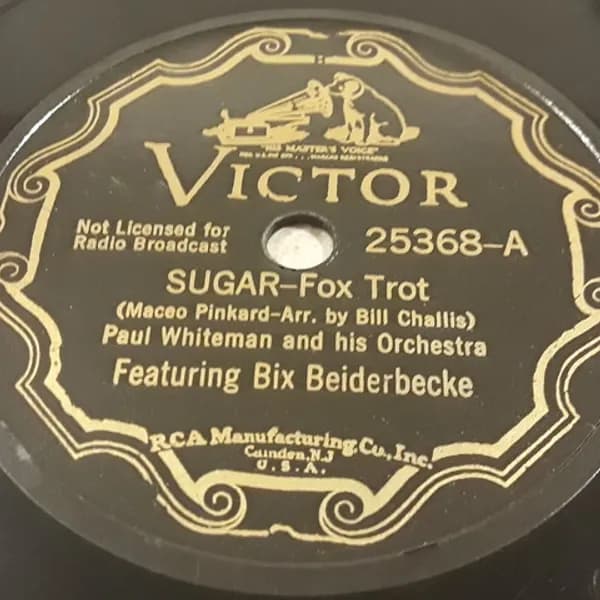 "HIS MASTER'S VOICE"
VICTOR
Not Licensed for
Radio Broadcast
25368-A
SUGAR-Fox Trot
(Maceo Pinkard-Arr. by Bill Challis)
Paul Whiteman and his Orchestra
Featuring Bix Beiderbecke
RCA Manufacturing Co., Inc.
Camden, N.J.
U.S.A.